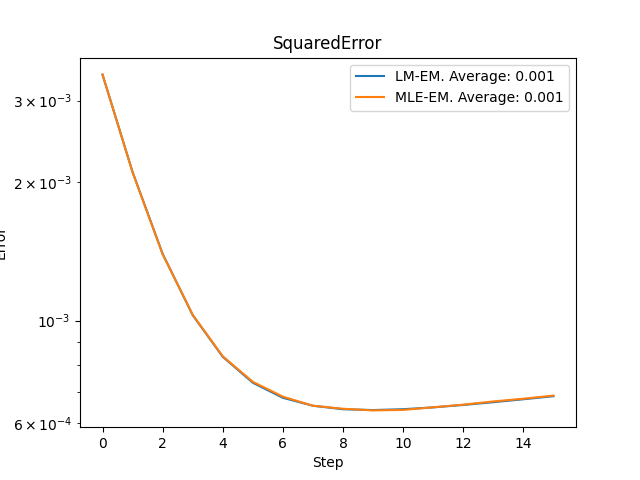 SquaredError
LM-EM. Average: 0.001
MLE-EM. Average: 0.001
3 × 10⁻³
2 × 10⁻³
10⁻³
6 × 10⁻⁴
Error
0 2 4 6 8 10 12 14
Step